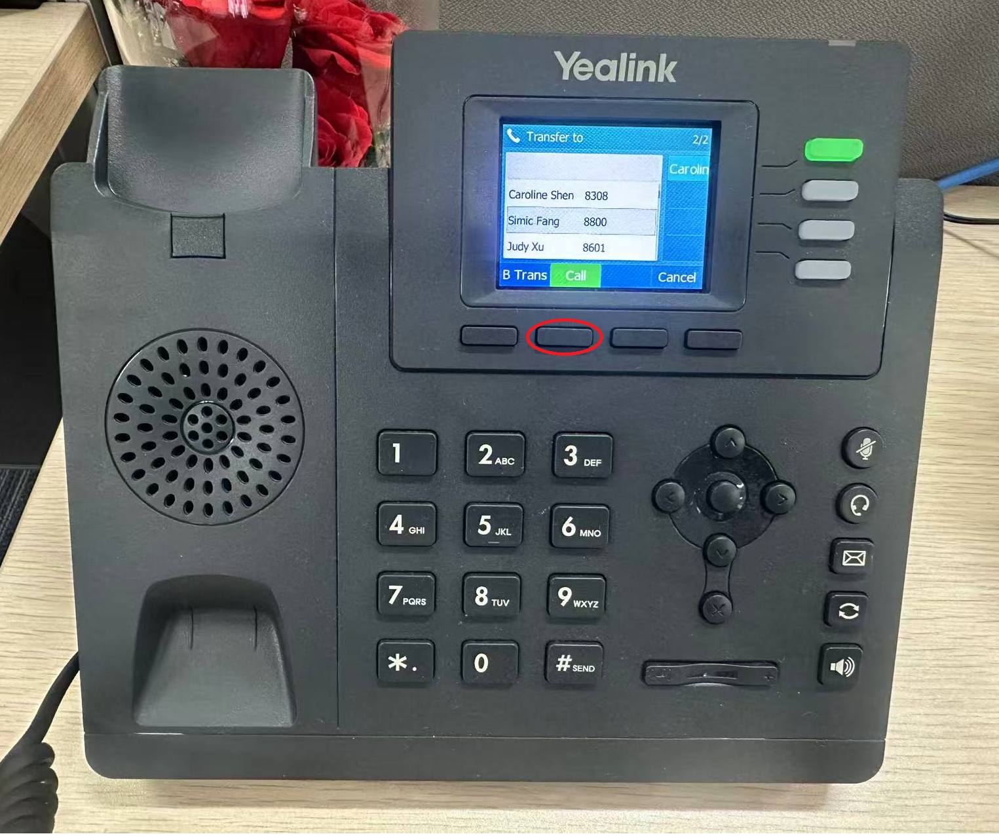 Yealink
Transfer to 2/2
Carolin
Caroline Shen 8308
Simic Fang 8800
Judy Xu 8601
B Trans Call Cancel
1 2 ABC 3 DEF
4 GHI 5 JKL 6 MNO
7 PQRS 8 TUV 9 WXYZ
*. 0 # SEND